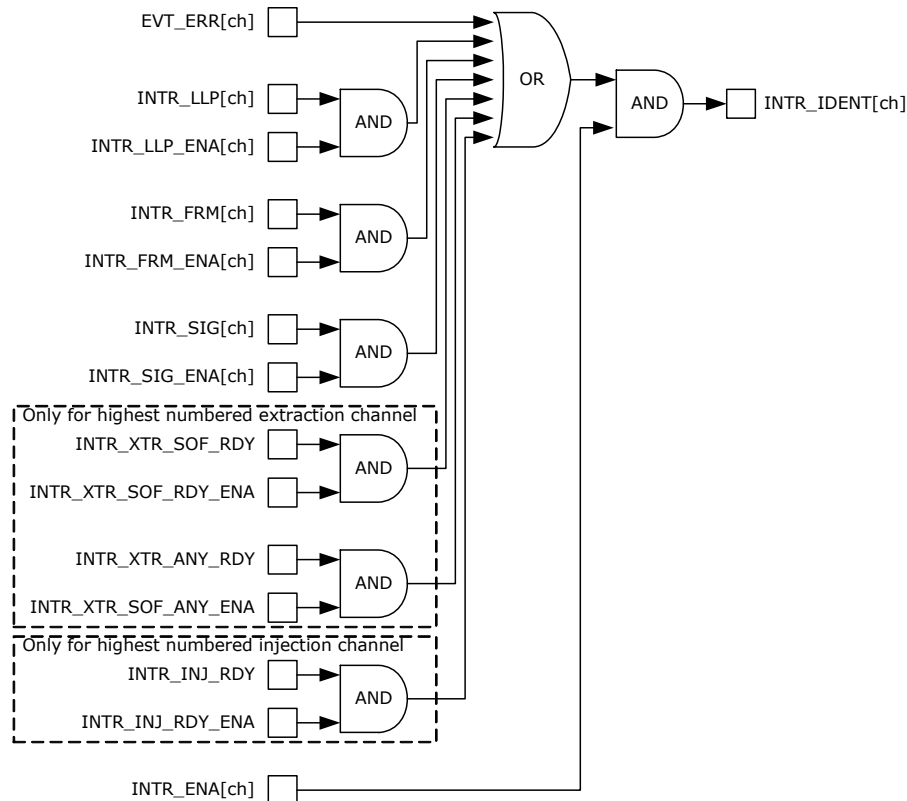 EVT_ERR[ch]
OR
INTR_LLP[ch]
AND
INTR_LLP_ENA[ch]
AND
INTR_IDENT[ch]
INTR_FRM[ch]
AND
INTR_FRM_ENA[ch]
INTR_SIG[ch]
AND
INTR_SIG_ENA[ch]
Only for highest numbered extraction channel
INTR_XTR_SOF_RDY
AND
INTR_XTR_SOF_RDY_ENA
INTR_XTR_ANY_RDY
AND
INTR_XTR_SOF_ANY_ENA
Only for highest numbered injection channel
INTR_INJ_RDY
AND
INTR_INJ_RDY_ENA
INTR_ENA[ch]